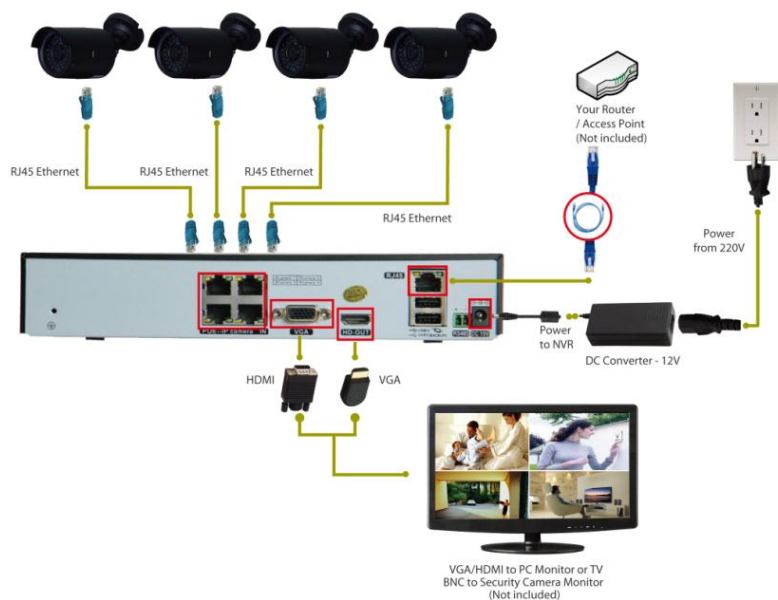 Your Router
/ Access Point
(Not included)
RJ45 Ethernet
RJ45 Ethernet
RJ45 Ethernet
RJ45 Ethernet
Power
from 220V
RJ45
VGA
HD-OUT
RS485
DC12V
Power
to NVR
DC Converter - 12V
HDMI
VGA
VGA/HDMI to PC Monitor or TV
BNC to Security Camera Monitor
(Not included)